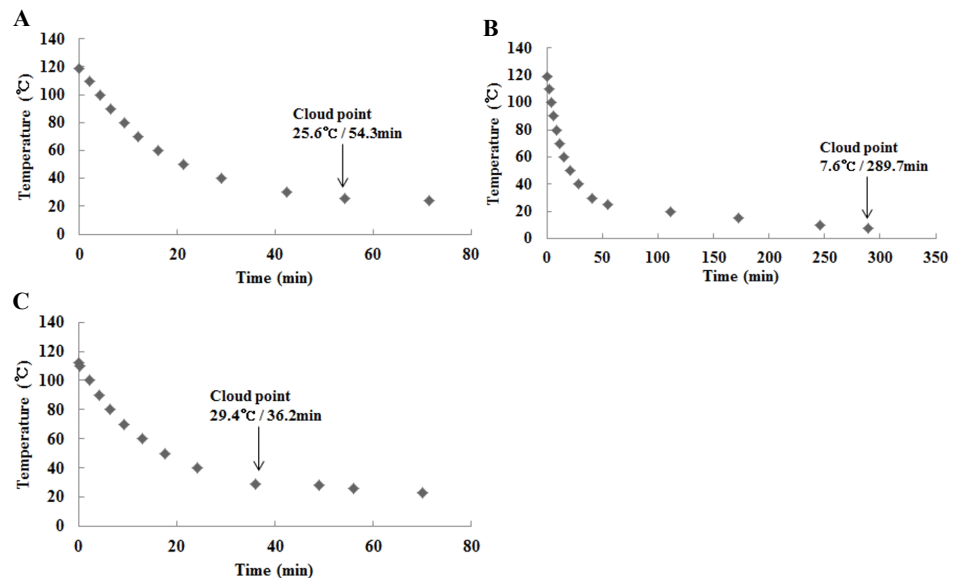 A
140
120
100
80
60
40
20
0
Temperature (℃)
Cloud point
25.6℃ / 54.3min
0 20 40 60 80
Time (min)
B
140
120
100
80
60
40
20
0
Temperature (℃)
Cloud point
7.6℃ / 289.7min
0 50 100 150 200 250 300 350
Time (min)
C
140
120
100
80
60
40
20
0
Temperature (℃)
Cloud point
29.4℃ / 36.2min
0 20 40 60 80
Time (min)